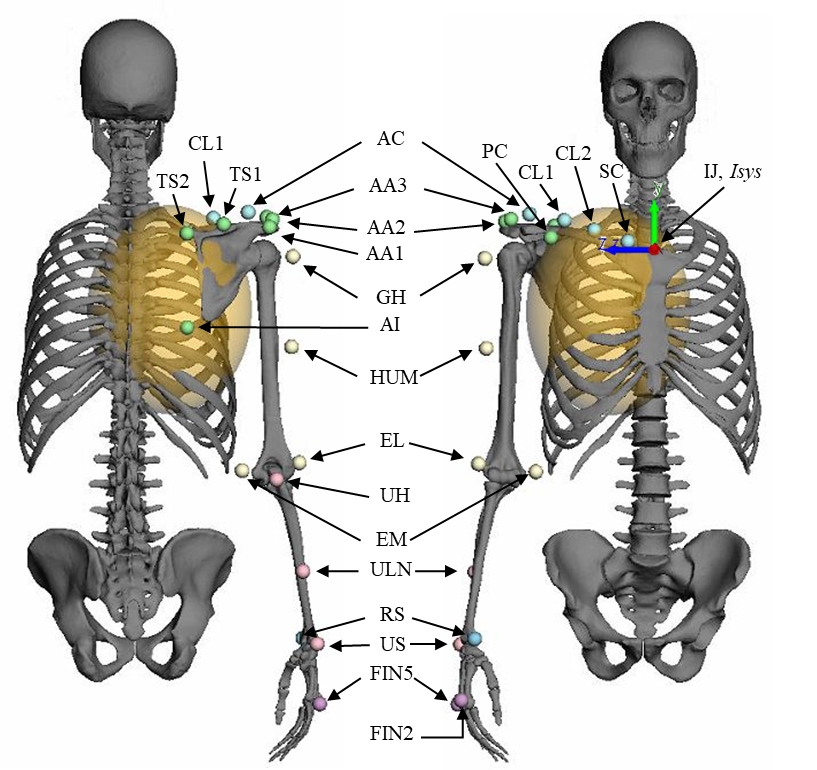 AC
CL1
PC
CL2
TS1
CL1
SC
IJ, Isys
TS2
AA3
y
AA2
AA1
Z
GH
AI
HUM
EL
UH
EM
ULN
RS
US
FIN5
FIN2